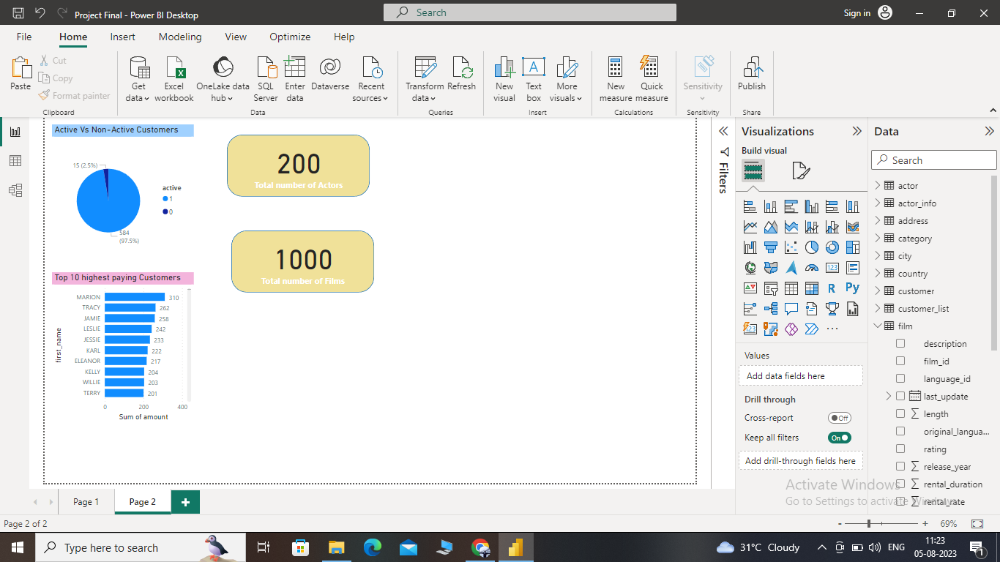 Project Final - Power BI Desktop
Search
Sign in
File
Home
Insert
Modeling
View
Optimize
Help
Paste
Cut
Copy
Format painter
Get data
Excel workbook
OneLake data hub
SQL Server
Enter data
Dataverse
Recent sources
Transform data
Refresh
New visual
Text box
More visuals
New measure
Quick measure
Sensitivity
Publish
Clipboard
Data
Queries
Insert
Calculations
Sensitivity
Share
Active Vs Non-Active Customers
15 (2.5%)
584
(97.5%)
active
1
0
200
Total number of Actors
1000
Total number of Films
Top 10 highest paying Customers
first_name
MARION 310
TRACY 262
JAMIE 258
LESLIE 242
JESSIE 233
KARL 222
ELEANOR 217
KELLY 204
WILLIE 203
TERRY 201
0 200 400
Sum of amount
Filters
Visualizations
Build visual
123
R
Py
123
Values
Add data fields here
Drill through
Cross-report
Off
Keep all filters
On
Add drill-through fields here
Data
Search
actor
actor_info
address
category
city
country
customer
customer_list
film
description
film_id
language_id
last_update
length
original_langua...
rating
release_year
rental_duration
rental_rate
Activate Windows
Go to Settings to activate Windows.
Page 1
Page 2
Page 2 of 2
- + 69%
Type here to search
31°C Cloudy
ENG
11:23
05-08-2023
1